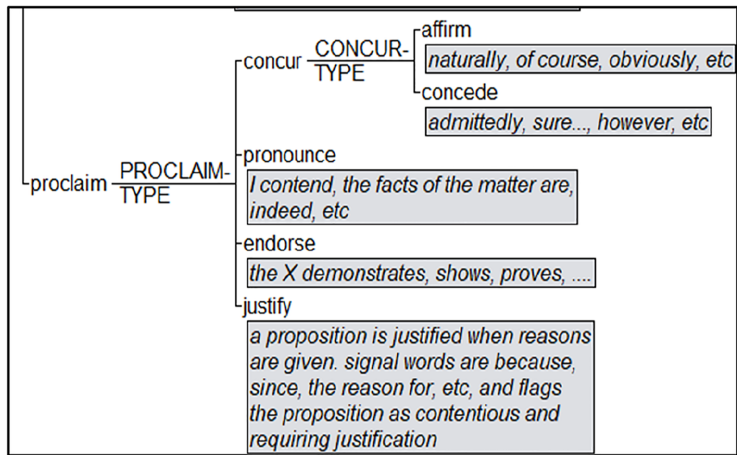 affirm
naturally, of course, obviously, etc
concur
CONCUR-
TYPE
concede
admittedly, sure..., however, etc
proclaim
PROCLAIM-
TYPE
pronounce
I contend, the facts of the matter are,
indeed, etc
endorse
the X demonstrates, shows, proves, ....
justify
a proposition is justified when reasons
are given. signal words are because,
since, the reason for, etc, and flags
the proposition as contentious and
requiring justification